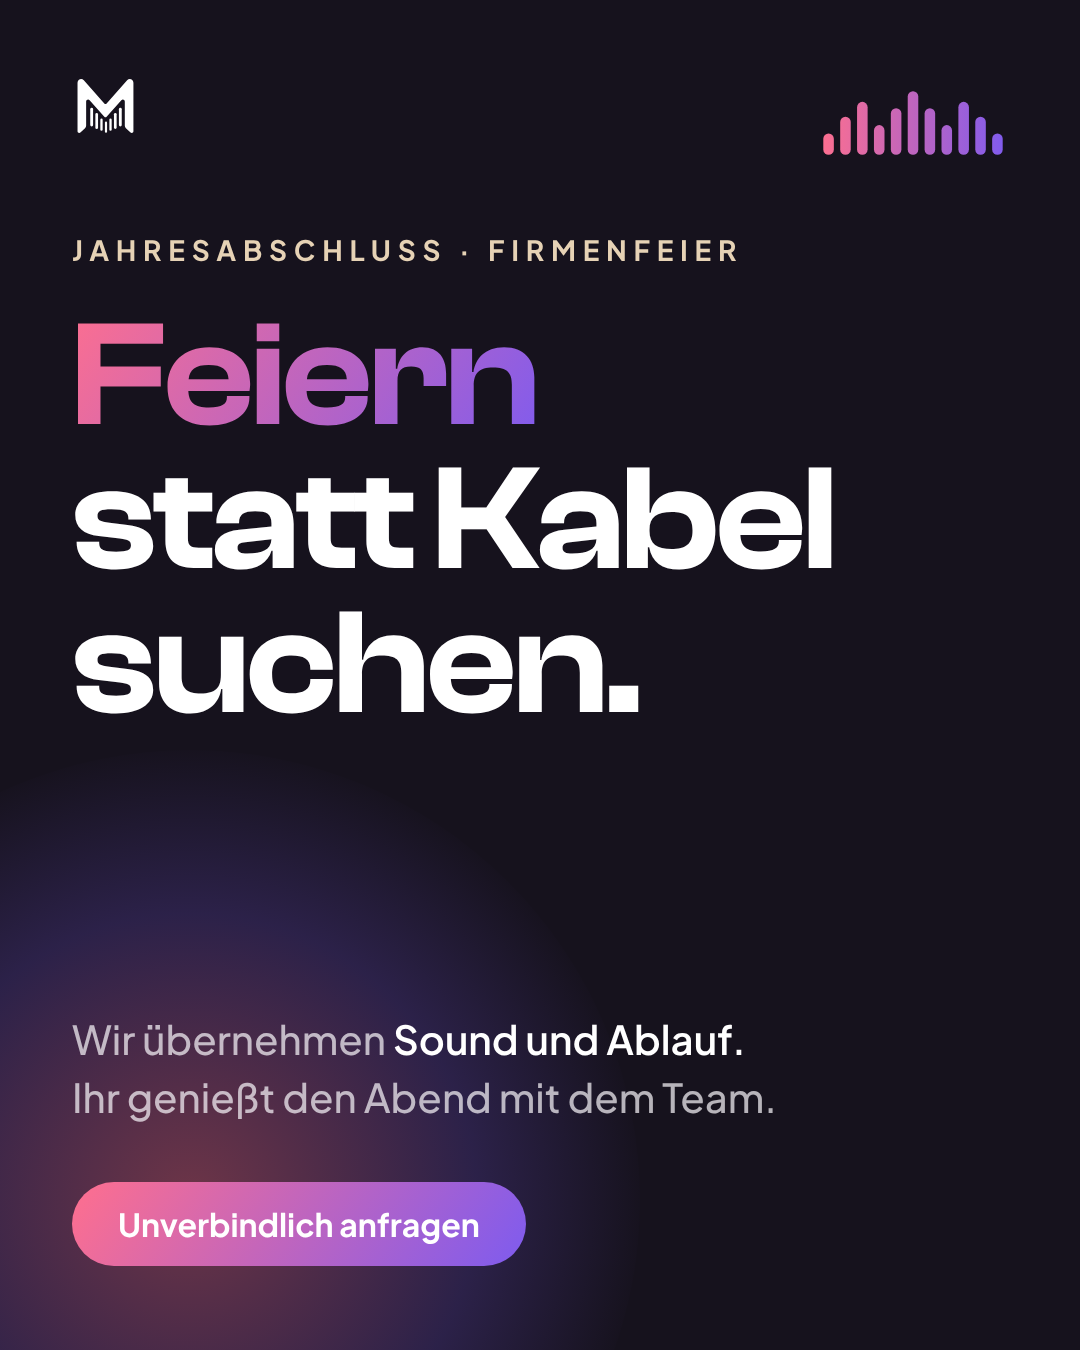 M
JAHRESABSCHLUSS · FIRMENFEIER
Feiern
statt Kabel
suchen.
Wir übernehmen Sound und Ablauf.
Ihr genießt den Abend mit dem Team.
Unverbindlich anfragen